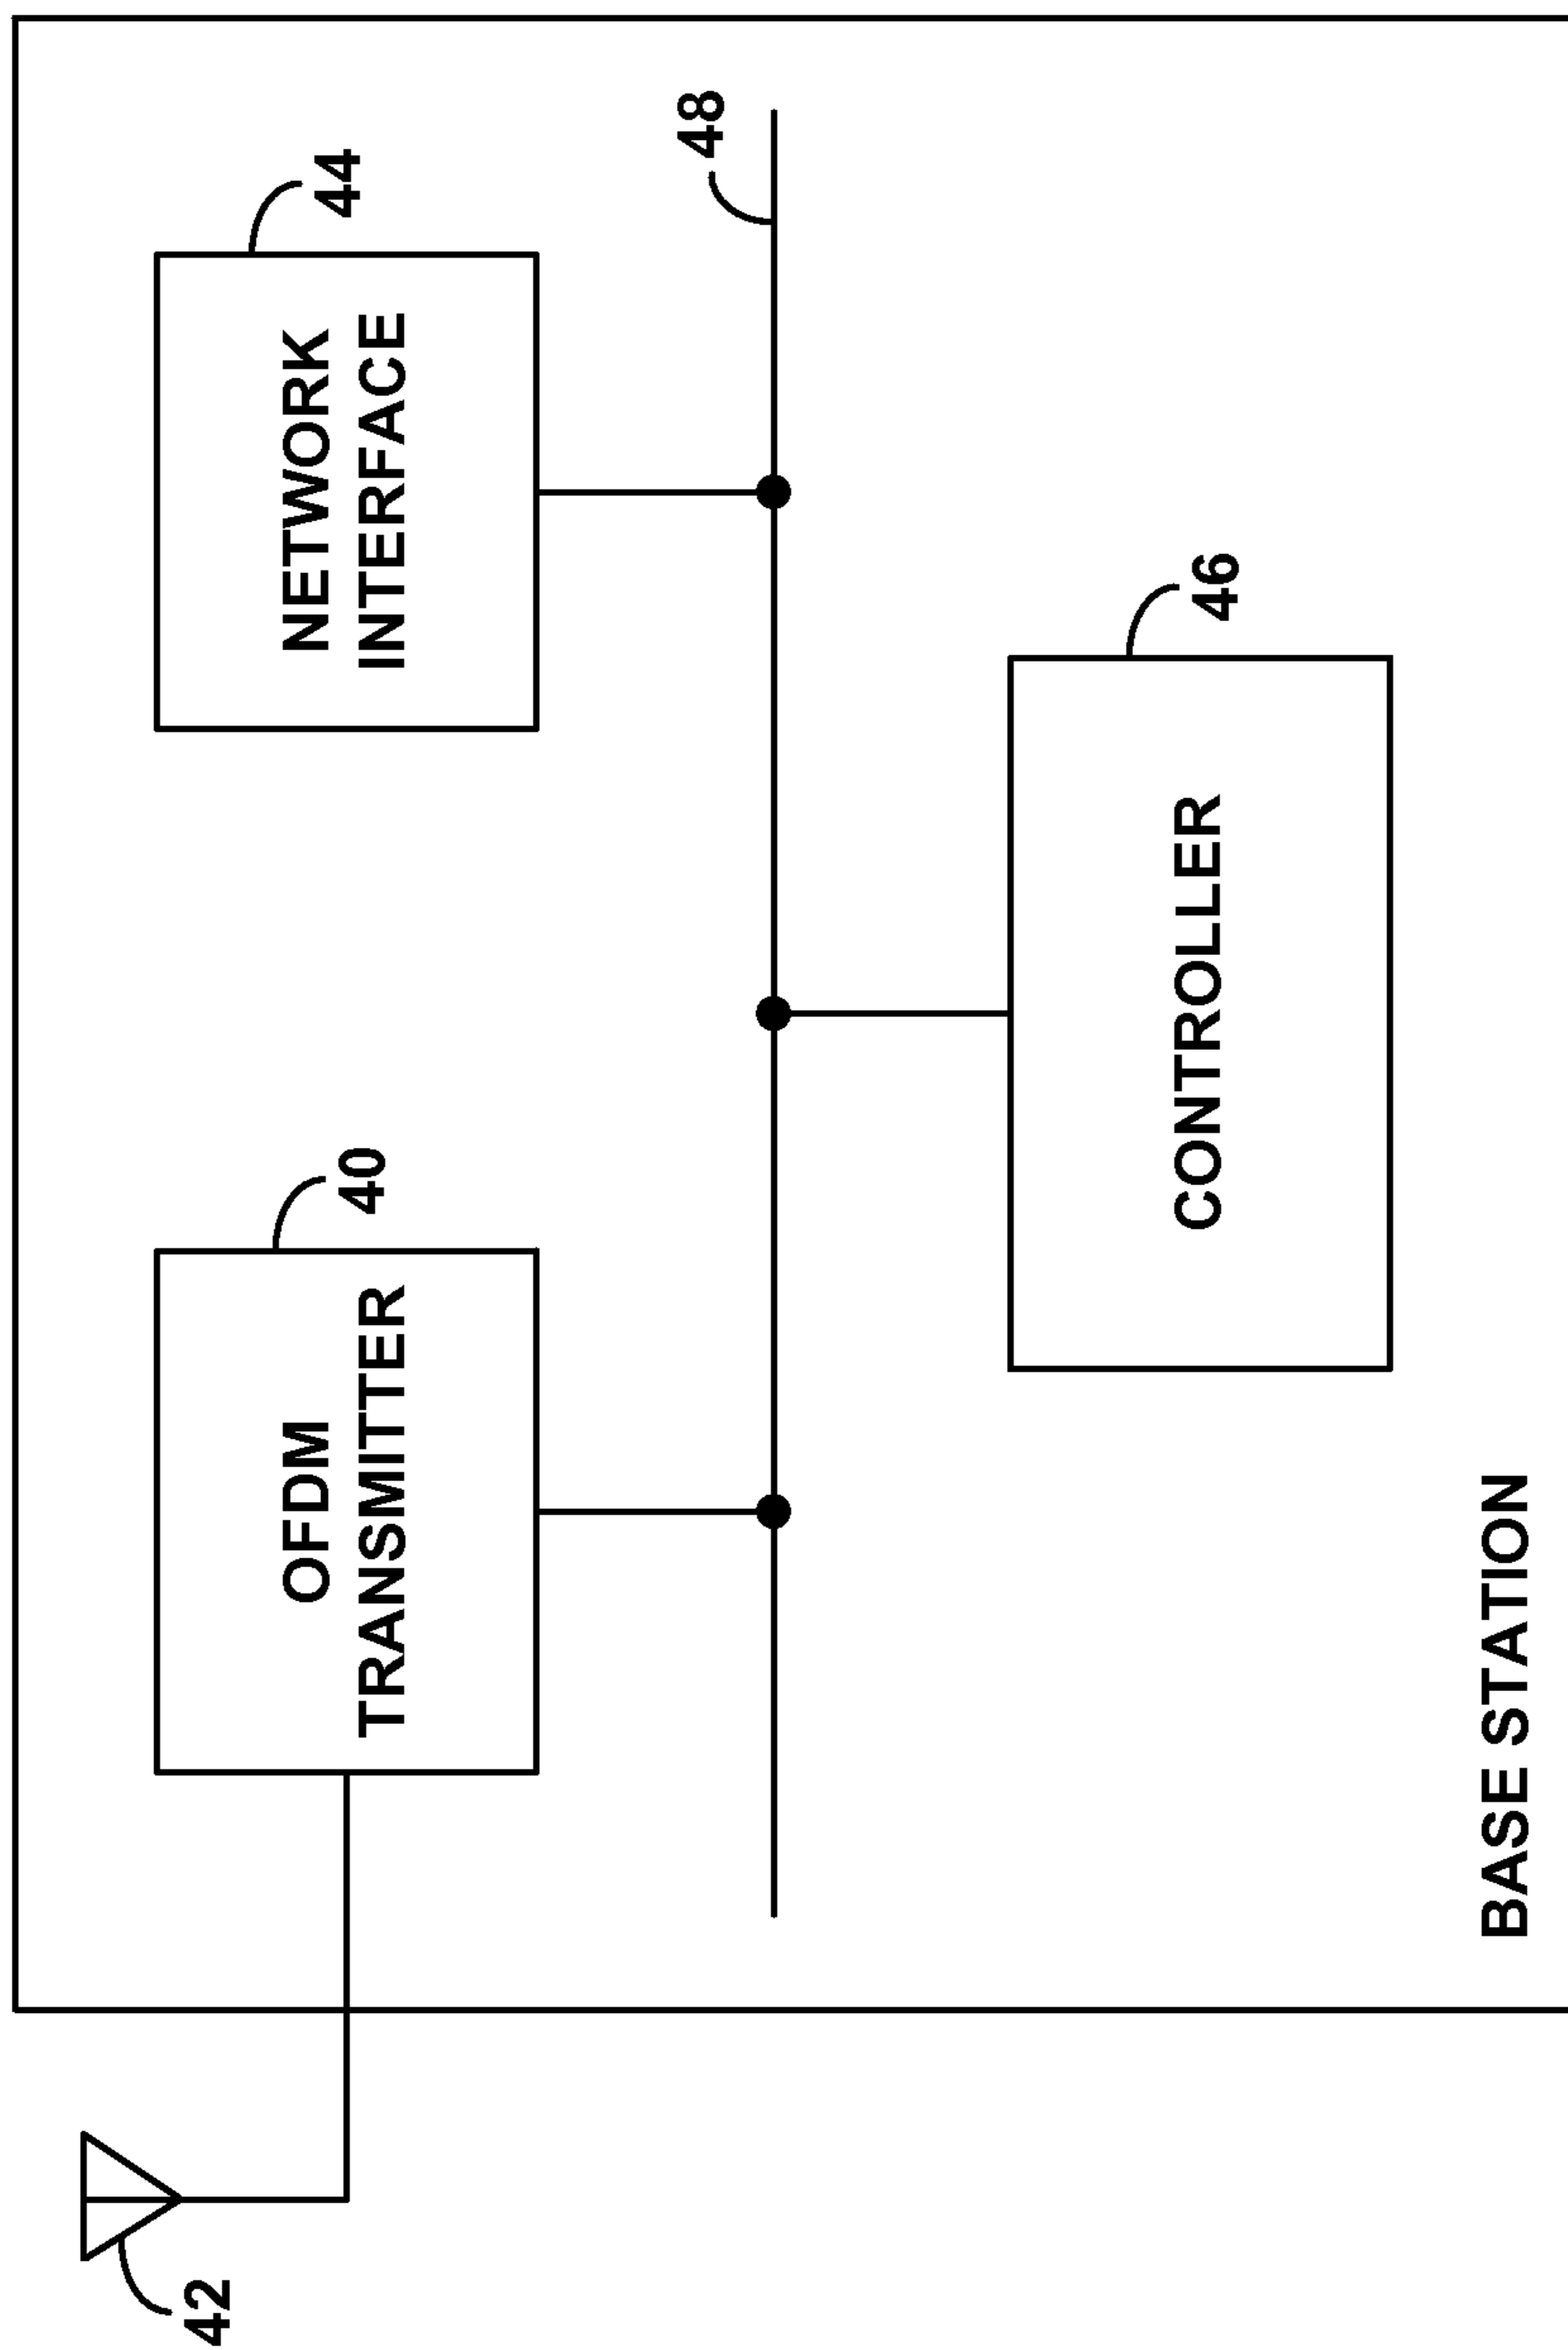 42
OFDM
TRANSMITTER
40
NETWORK
INTERFACE
44
48
CONTROLLER
46
BASE STATION